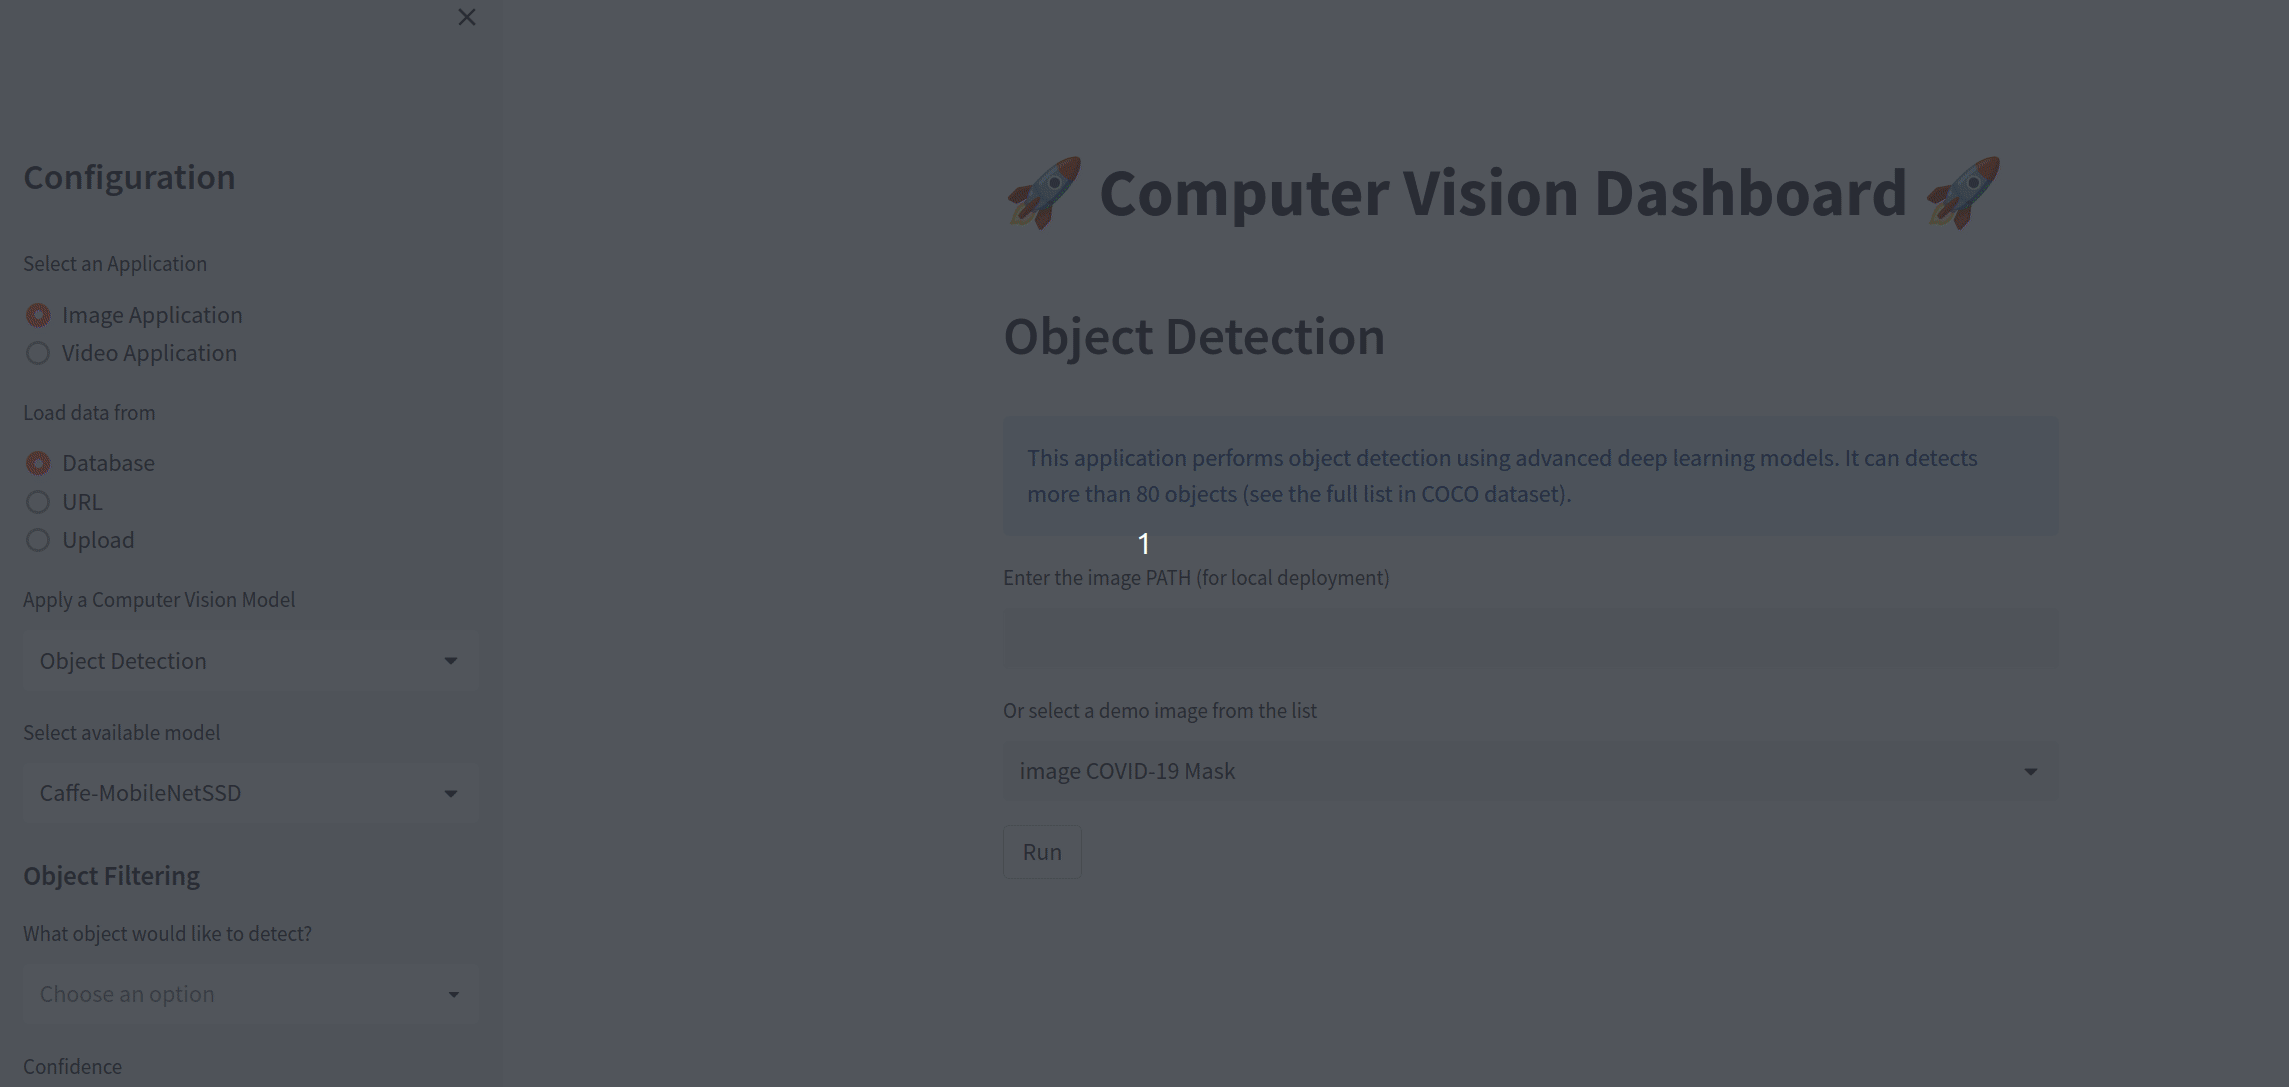 Configuration
Select an Application
Image Application
Video Application
Load data from
Database
URL
Upload
Apply a Computer Vision Model
Object Detection
Select available model
Caffe-MobileNetSSD
Object Filtering
What object would like to detect?
Choose an option
Confidence
🚀 Computer Vision Dashboard 🚀
Object Detection
This application performs object detection using advanced deep learning models. It can detects
more than 80 objects (see the full list in COCO dataset).
1
Enter the image PATH (for local deployment)
Or select a demo image from the list
image COVID-19 Mask
Run